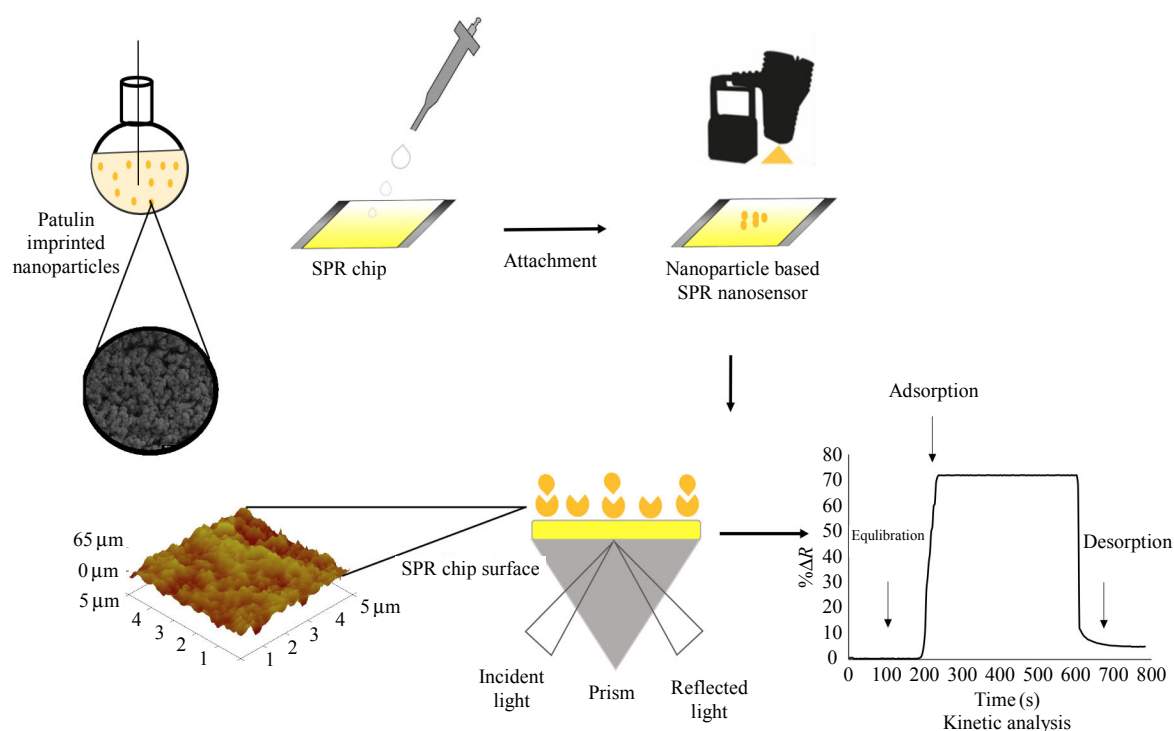 Patulin
imprinted
nanoparticles
SPR chip
Attachment
Nanoparticle based
SPR nanosensor
65 μm
0 μm
5 μm
4
3
2
1
1
2
3
4
5 μm
SPR chip surface
Incident
light
Prism
Reflected
light
Adsorption
Equlibration
Desorption
%ΔR
80
70
60
50
40
30
20
10
0
0 100 200 300 400 500 600 700 800
Time (s)
Kinetic analysis